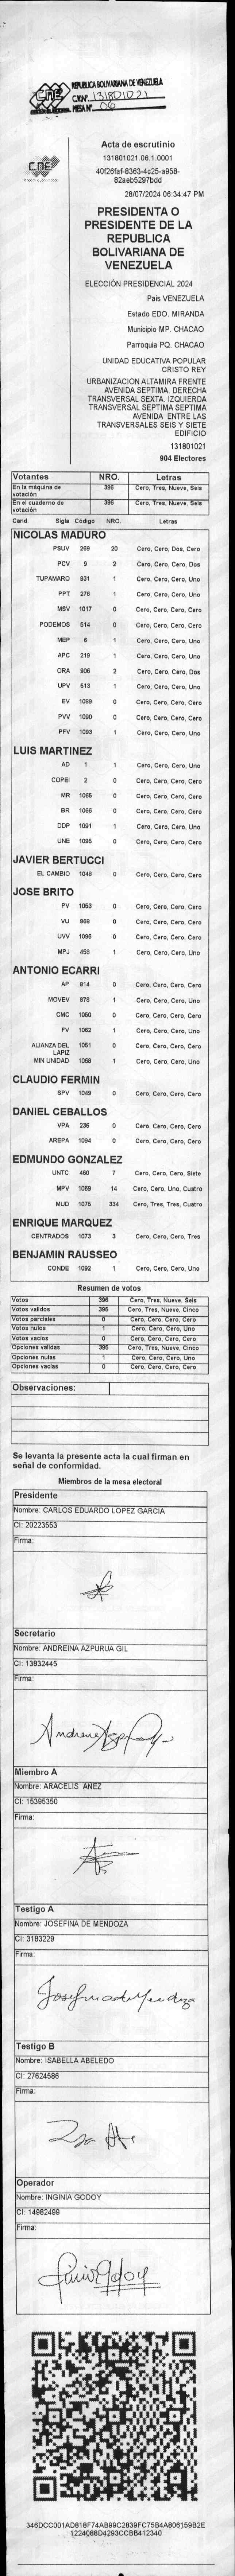 CNE
PODER ELECTORAL
REPUBLICA BOLIVARIANA DE VENEZUELA
C.V.Nº 131801021
MESA Nº 06
CNE
Acta de escrutinio
131801021.06.1.0001
40f26faf-8363-4c25-a958-
82aeb5297bdd
28/07/2024 06:34:47 PM
PRESIDENTA O
PRESIDENTE DE LA
REPUBLICA
BOLIVARIANA DE
VENEZUELA
ELECCIÓN PRESIDENCIAL 2024
Pais VENEZUELA
Estado EDO. MIRANDA
Municipio MP. CHACAO
Parroquia PQ. CHACAO
UNIDAD EDUCATIVA POPULAR
CRISTO REY
URBANIZACION ALTAMIRA FRENTE
AVENIDA SEPTIMA. DERECHA
TRANSVERSAL SEXTA. IZQUIERDA
TRANSVERSAL SEPTIMA SEPTIMA
AVENIDA ENTRE LAS
TRANSVERSALES SEIS Y SIETE
EDIFICIO
131801021
904 Electores
Votantes NRO. Letras
En la máquina de votación 396 Cero, Tres, Nueve, Seis
En el cuaderno de votación 396 Cero, Tres, Nueve, Seis
Cand. Sigla Código NRO. Letras
NICOLAS MADURO
PSUV 269 20 Cero, Cero, Dos, Cero
PCV 9 2 Cero, Cero, Cero, Dos
TUPAMARO 931 1 Cero, Cero, Cero, Uno
PPT 276 1 Cero, Cero, Cero, Uno
MSV 1017 0 Cero, Cero, Cero, Cero
PODEMOS 514 0 Cero, Cero, Cero, Cero
MEP 6 1 Cero, Cero, Cero, Uno
APC 219 1 Cero, Cero, Cero, Uno
ORA 906 2 Cero, Cero, Cero, Dos
UPV 513 1 Cero, Cero, Cero, Uno
EV 1089 0 Cero, Cero, Cero, Cero
PVV 1090 0 Cero, Cero, Cero, Cero
PFV 1093 1 Cero, Cero, Cero, Uno
LUIS MARTINEZ
AD 1 1 Cero, Cero, Cero, Uno
COPEI 2 0 Cero, Cero, Cero, Cero
MR 1065 0 Cero, Cero, Cero, Cero
BR 1066 0 Cero, Cero, Cero, Cero
DDP 1091 1 Cero, Cero, Cero, Uno
UNE 1095 0 Cero, Cero, Cero, Cero
JAVIER BERTUCCI
EL CAMBIO 1048 0 Cero, Cero, Cero, Cero
JOSE BRITO
PV 1053 0 Cero, Cero, Cero, Cero
VU 868 0 Cero, Cero, Cero, Cero
UVV 1096 0 Cero, Cero, Cero, Cero
MPJ 458 1 Cero, Cero, Cero, Uno
ANTONIO ECARRI
AP 814 0 Cero, Cero, Cero, Cero
MOVEV 878 1 Cero, Cero, Cero, Uno
CMC 1050 0 Cero, Cero, Cero, Cero
FV 1062 1 Cero, Cero, Cero, Uno
ALIANZA DEL LAPIZ 1051 0 Cero, Cero, Cero, Cero
MIN UNIDAD 1068 1 Cero, Cero, Cero, Uno
CLAUDIO FERMIN
SPV 1049 0 Cero, Cero, Cero, Cero
DANIEL CEBALLOS
VPA 236 0 Cero, Cero, Cero, Cero
AREPA 1094 0 Cero, Cero, Cero, Cero
EDMUNDO GONZALEZ
UNTC 460 7 Cero, Cero, Cero, Siete
MPV 1069 14 Cero, Cero, Uno, Cuatro
MUD 1075 334 Cero, Tres, Tres, Cuatro
ENRIQUE MARQUEZ
CENTRADOS 1073 3 Cero, Cero, Cero, Tres
BENJAMIN RAUSSEO
CONDE 1092 1 Cero, Cero, Cero, Uno
Resumen de votos
Votos 396 Cero, Tres, Nueve, Seis
Votos validos 395 Cero, Tres, Nueve, Cinco
Votos parciales 0 Cero, Cero, Cero, Cero
Votos nulos 1 Cero, Cero, Cero, Uno
Votos vacios 0 Cero, Cero, Cero, Cero
Opciones validas 395 Cero, Tres, Nueve, Cinco
Opciones nulas 1 Cero, Cero, Cero, Uno
Opciones vacias 0 Cero, Cero, Cero, Cero
Observaciones:
Se levanta la presente acta la cual firman en
señal de conformidad.
Miembros de la mesa electoral
Presidente
Nombre: CARLOS EDUARDO LOPEZ GARCIA
CI: 20223553
Firma:
Secretario
Nombre: ANDREINA AZPURUA GIL
CI: 13832445
Firma:
Miembro A
Nombre: ARACELIS ANEZ
CI: 15395350
Firma:
Testigo A
Nombre: JOSEFINA DE MENDOZA
CI: 3183229
Firma:
Josefina de Mendoza
Testigo B
Nombre: ISABELLA ABELEDO
CI: 27624586
Firma:
Operador
Nombre: INGINIA GODOY
CI: 14982499
Firma:
346DCC001AD818F74AB99C2839FC75B4A806159B2E
1224088D4293CCBB412340